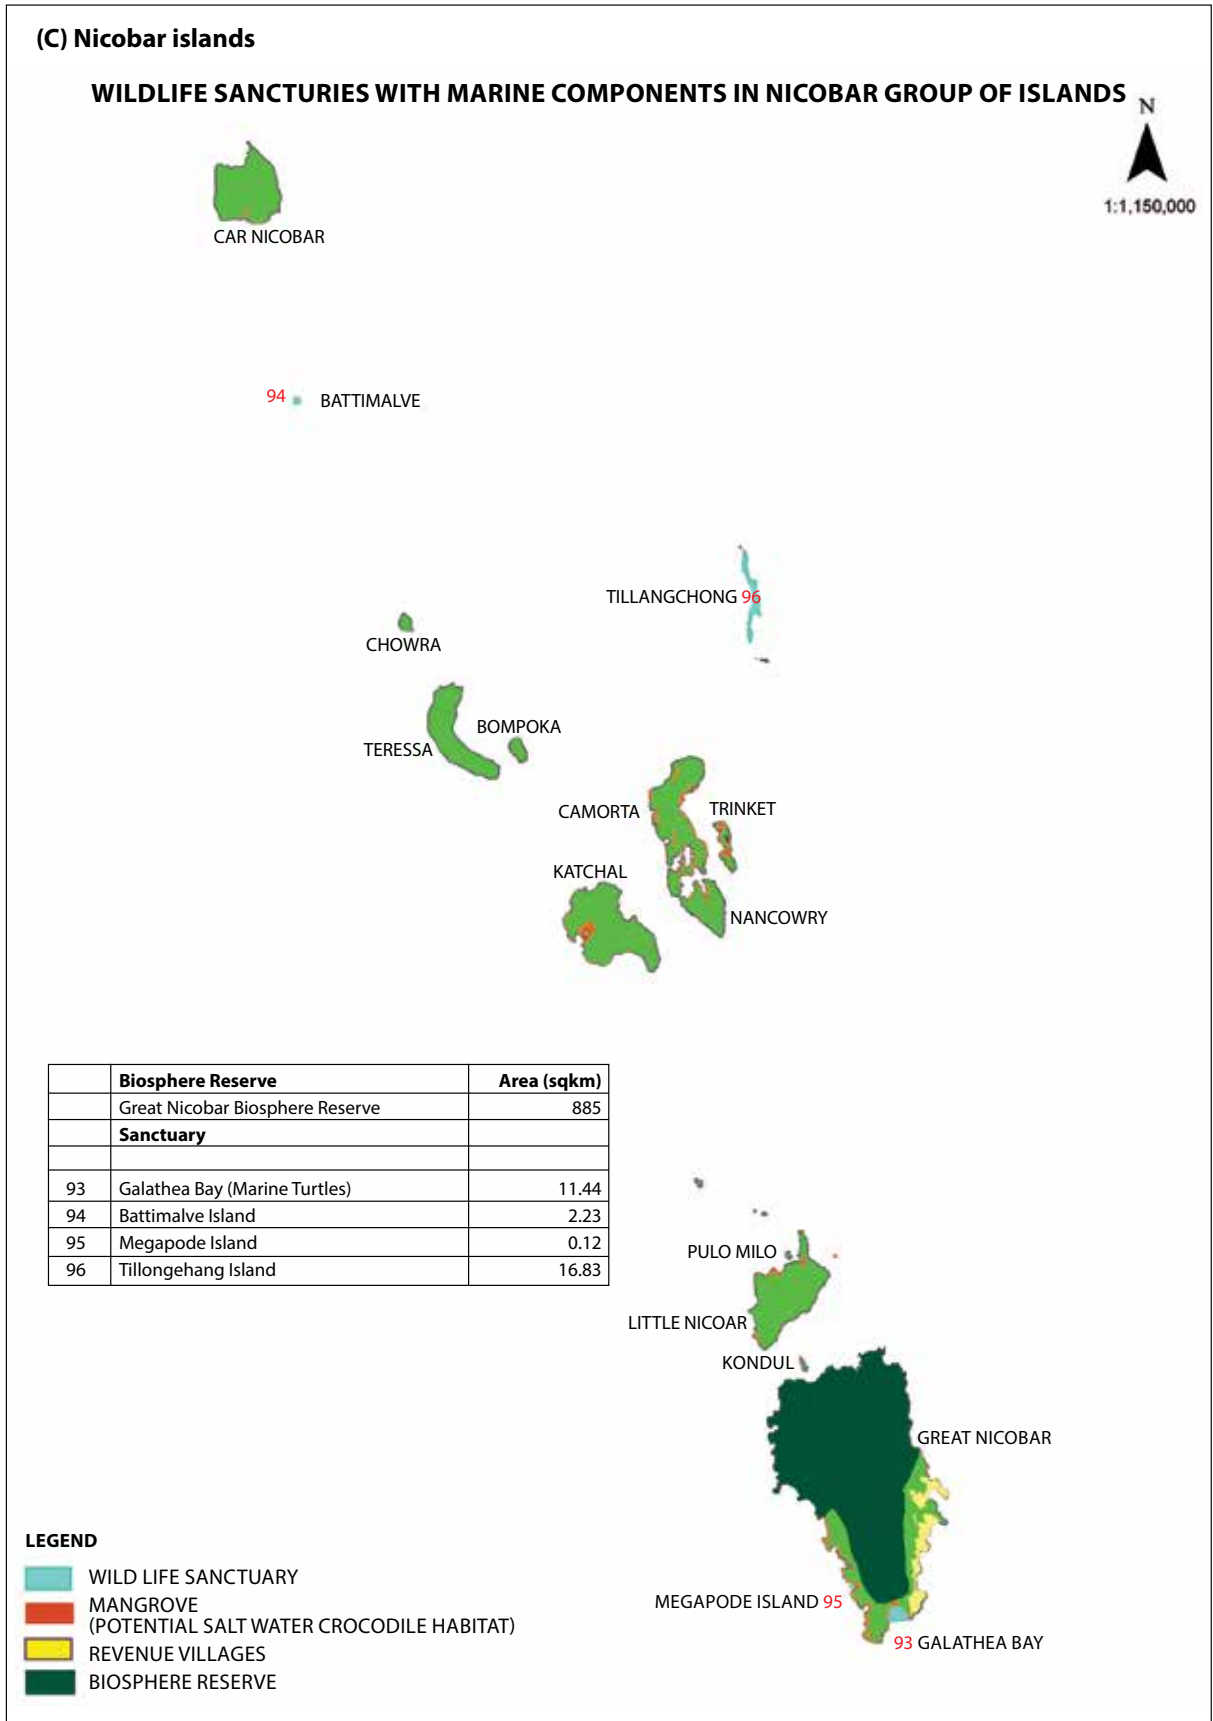 (C) Nicobar islands
WILDLIFE SANCTURIES WITH MARINE COMPONENTS IN NICOBAR GROUP OF ISLANDS
N
1:1,150,000
CAR NICOBAR
94 BATTIMALVE
TILLANGCHONG 96
CHOWRA
BOMPOKA
TERESSA
CAMORTA
TRINKET
KATCHAL
NANCOWRY
Biosphere Reserve Area (sqkm)
Great Nicobar Biosphere Reserve 885
Sanctuary
93 Galathea Bay (Marine Turtles) 11.44
94 Battimalve Island 2.23
95 Megapode Island 0.12
96 Tillongehang Island 16.83
PULO MILO
LITTLE NICOAR
KONDUL
GREAT NICOBAR
MEGAPODE ISLAND 95
93 GALATHEA BAY
LEGEND
WILD LIFE SANCTUARY
MANGROVE
(POTENTIAL SALT WATER CROCODILE HABITAT)
REVENUE VILLAGES
BIOSPHERE RESERVE